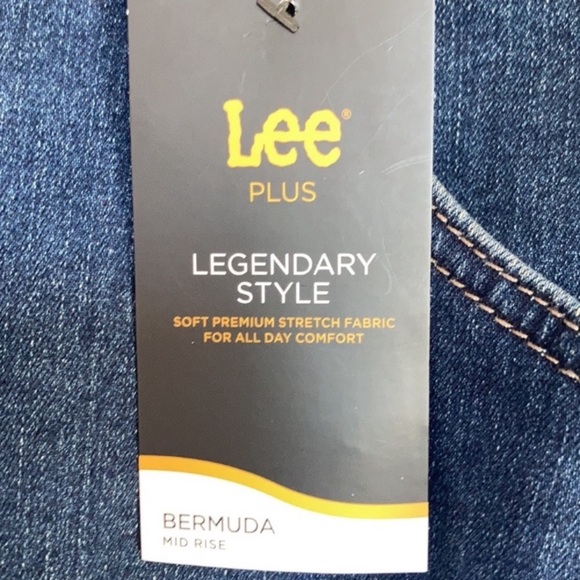 Lee®
PLUS
LEGENDARY
STYLE
SOFT PREMIUM STRETCH FABRIC
FOR ALL DAY COMFORT
BERMUDA
MID RISE